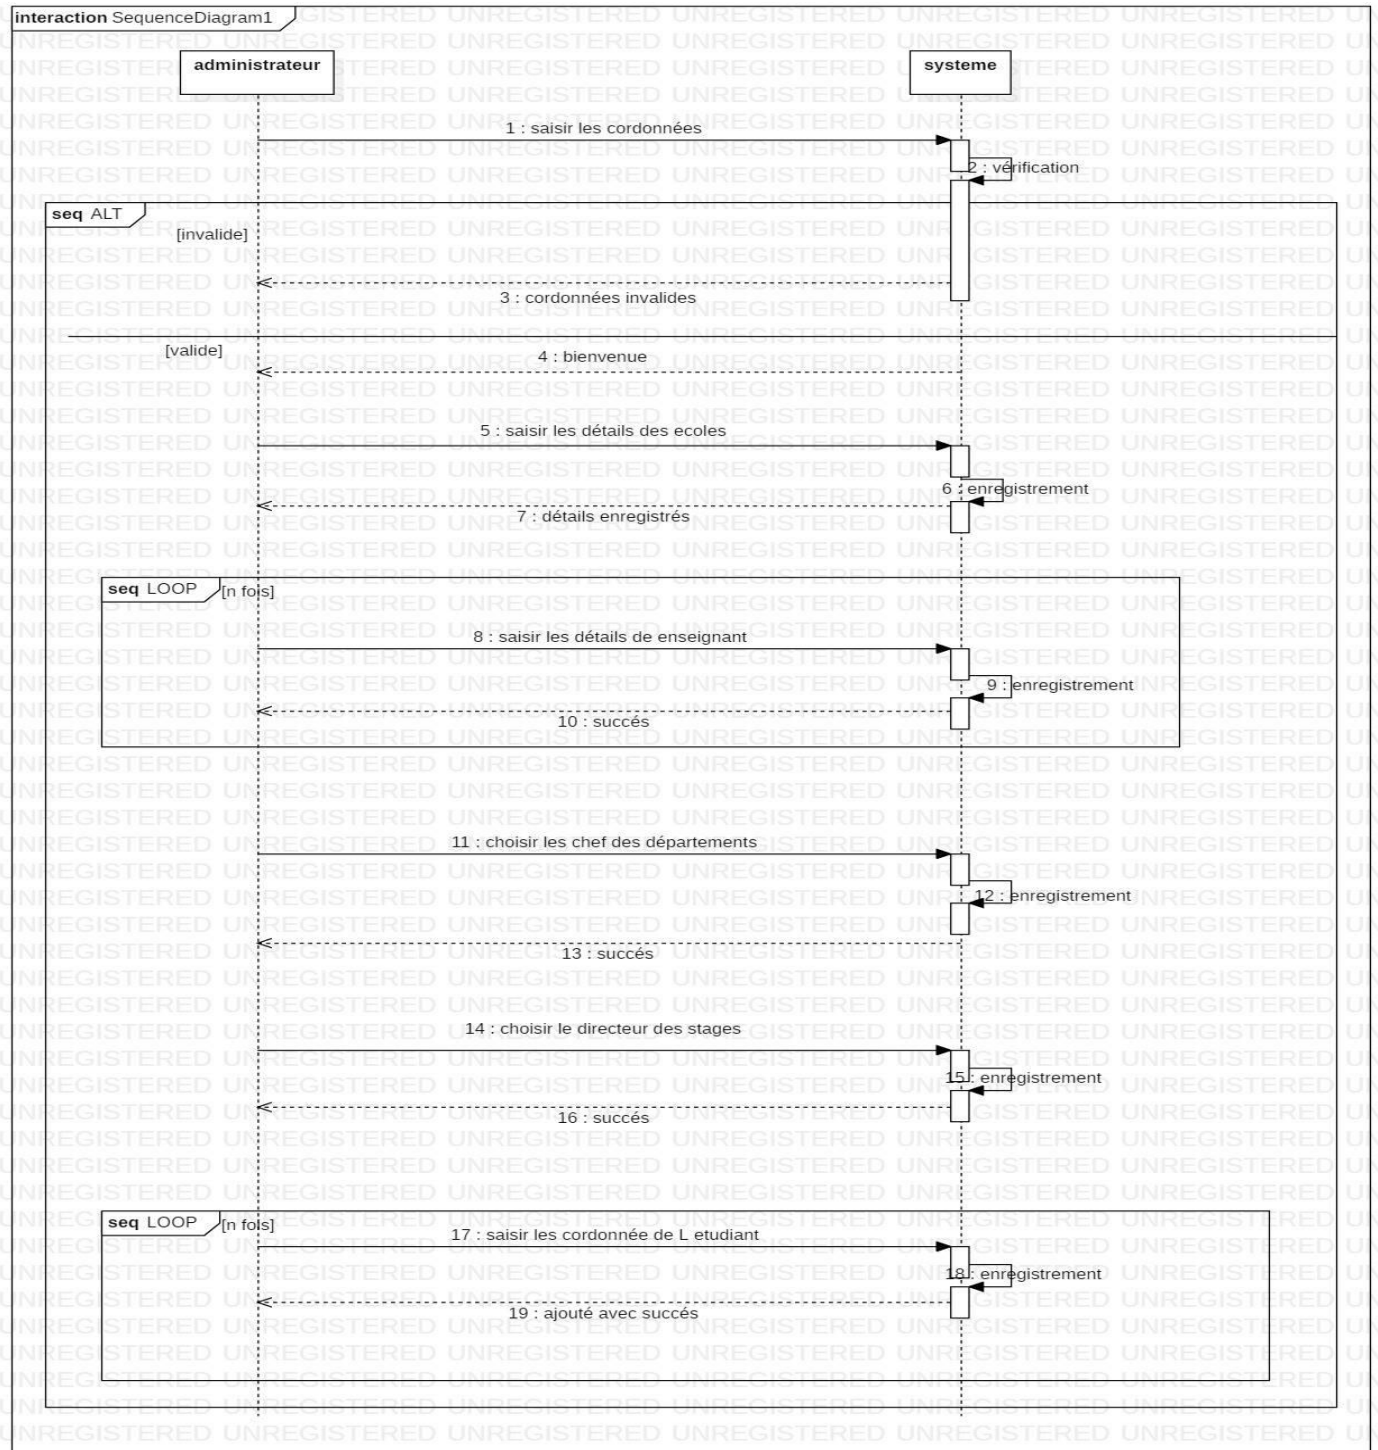 interaction SequenceDiagram1
administrateur
systeme
1 : saisir les cordonnées
2 : vérification
seq ALT
[invalide]
3 : cordonnées invalides
[valide]
4 : bienvenue
5 : saisir les détails des ecoles
6 : enregistrement
7 : détails enregistrés
seq LOOP
[n fois]
8 : saisir les détails de enseignant
9 : enregistrement
10 : succés
11 : choisir les chef des départements
12 : enregistrement
13 : succés
14 : choisir le directeur des stages
15 : enregistrement
16 : succés
seq LOOP
[n fois]
17 : saisir les cordonnée de L etudiant
18 : enregistrement
19 : ajouté avec succés
UNREGISTERED